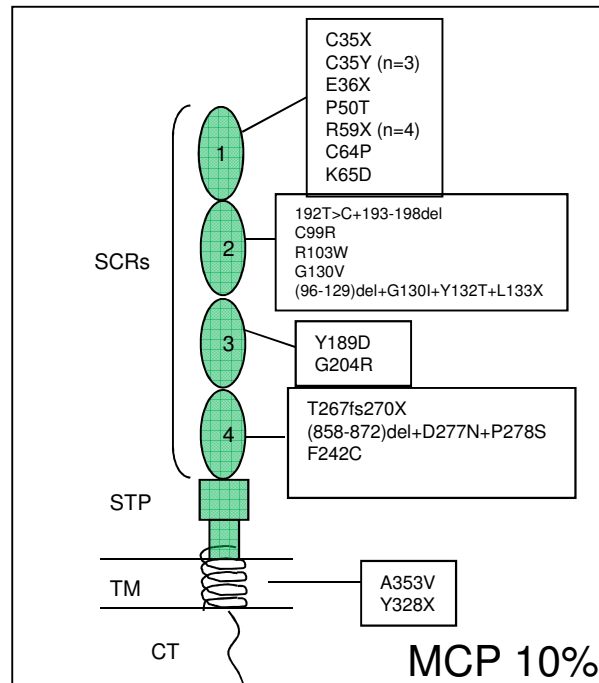 C35X
C35Y (n=3)
E36X
P50T
R59X (n=4)
C64P
K65D
1
192T>C+193-198del
C99R
R103W
G130V
(96-129)del+G130I+Y132T+L133X
2
SCRs
Y189D
G204R
3
T267fs270X
(858-872)del+D277N+P278S
F242C
4
STP
TM
A353V
Y328X
CT
MCP 10%